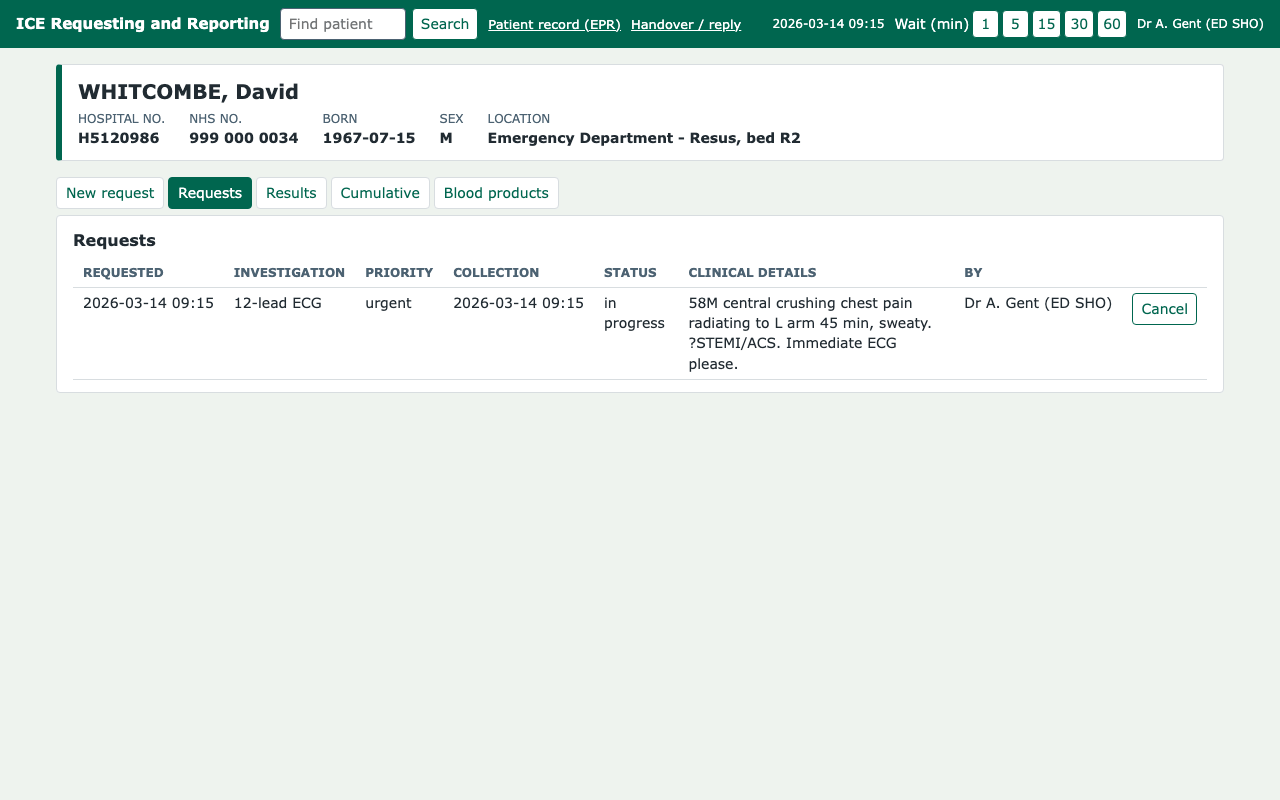 ICE Requesting and Reporting Find patient Search Patient record (EPR) Handover / reply 2026-03-14 09:15 Wait (min) 1 5 15 30 60 Dr A. Gent (ED SHO)
WHITCOMBE, David
HOSPITAL NO. NHS NO. BORN SEX LOCATION
H5120986 999 000 0034 1967-07-15 M Emergency Department - Resus, bed R2
New request Requests Results Cumulative Blood products
Requests
REQUESTED INVESTIGATION PRIORITY COLLECTION STATUS CLINICAL DETAILS BY
2026-03-14 09:15 12-lead ECG urgent 2026-03-14 09:15 in 58M central crushing chest pain Dr A. Gent (ED SHO) Cancel
progress radiating to L arm 45 min, sweaty.
?STEMI/ACS. Immediate ECG
please.